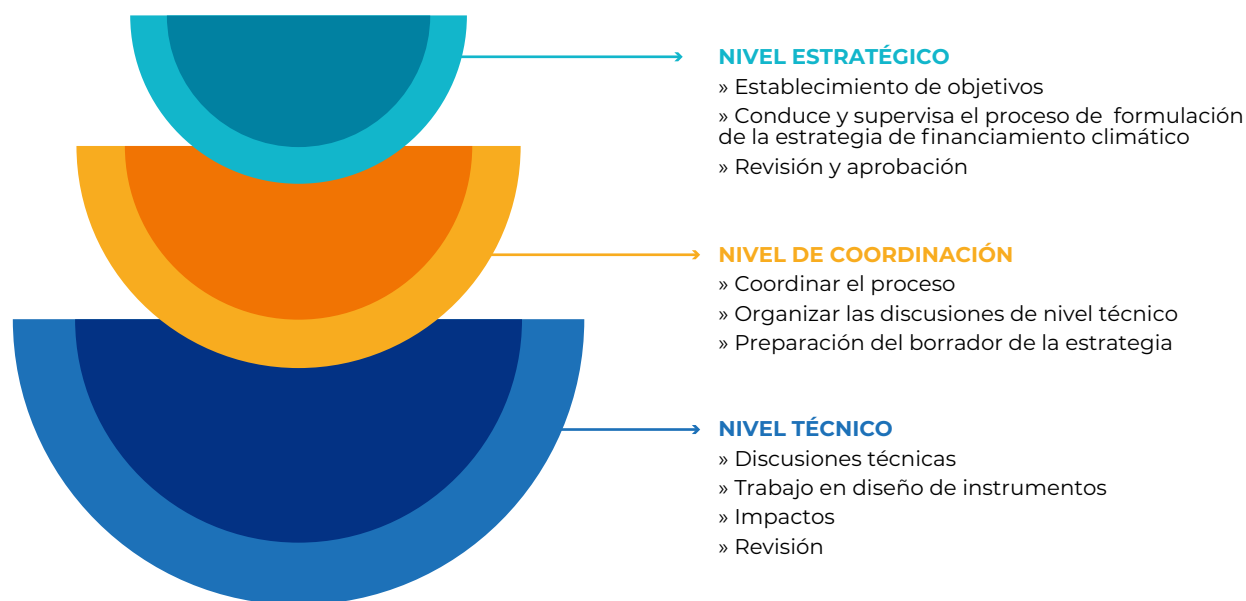 NIVEL ESTRATÉGICO
» Establecimiento de objetivos
» Conduce y supervisa el proceso de formulación
de la estrategia de financiamiento climático
» Revisión y aprobación
NIVEL DE COORDINACIÓN
» Coordinar el proceso
» Organizar las discusiones de nivel técnico
» Preparación del borrador de la estrategia
NIVEL TÉCNICO
» Discusiones técnicas
» Trabajo en diseño de instrumentos
» Impactos
» Revisión